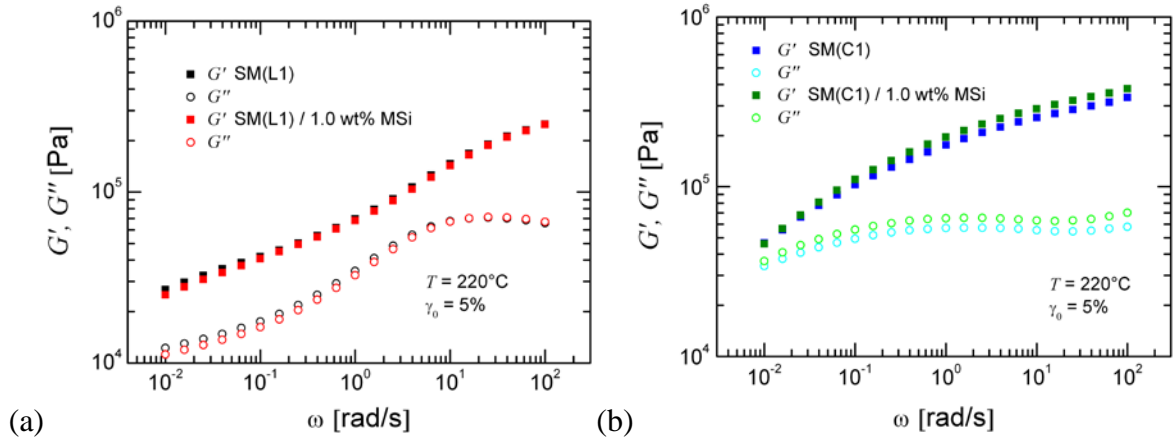 10^6
G′ SM(L1)
G″
G′ SM(L1) / 1.0 wt% MSi
G″
10^5
G′, G″ [Pa]
T = 220°C
γ₀ = 5%
10^4
10^-2 10^-1 10^0 10^1 10^2
ω [rad/s]
(a)
10^6
G′ SM(C1)
G″
G′ SM(C1) / 1.0 wt% MSi
G″
10^5
G′, G″ [Pa]
T = 220°C
γ₀ = 5%
10^4
10^-2 10^-1 10^0 10^1 10^2
ω [rad/s]
(b)